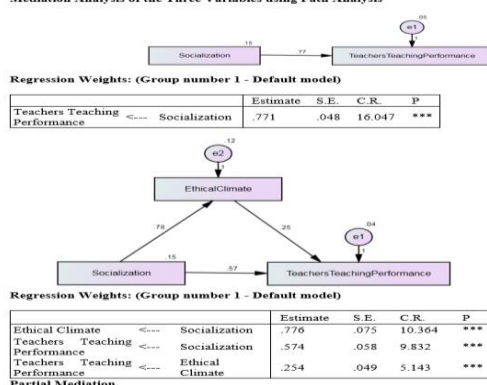 Mediation Analysis of the Three Variables using Path Analysis
.05
e1
1
.15
Socialization
.77
TeachersTeachingPerformance
Regression Weights: (Group number 1 - Default model)
Estimate S.E. C.R. P
Teachers Teaching Performance <--- Socialization .771 .048 16.047 ***
.12
e2
1
EthicalClimate
.78
.25
.04
e1
1
.15
Socialization
.57
TeachersTeachingPerformance
Regression Weights: (Group number 1 - Default model)
Estimate S.E. C.R. P
Ethical Climate <--- Socialization .776 .075 10.364 ***
Teachers Teaching Performance <--- Socialization .574 .058 9.832 ***
Teachers Teaching Performance <--- Ethical Climate .254 .049 5.143 ***
Partial Mediation